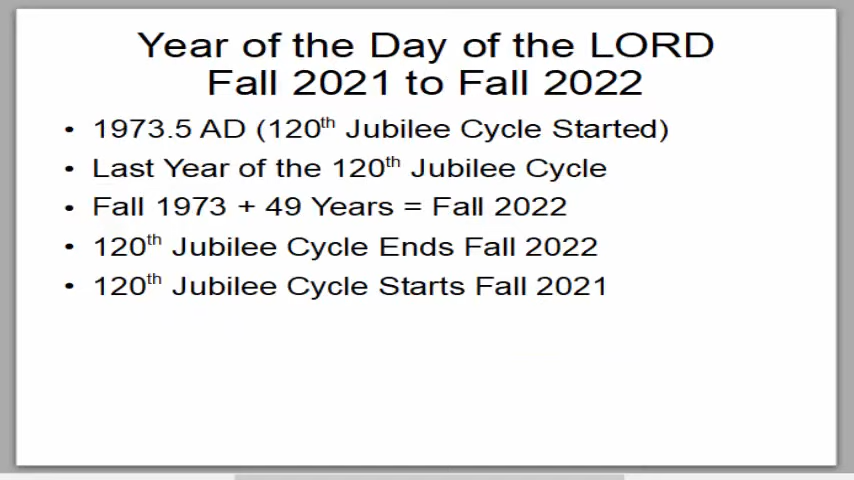 Year of the Day of the LORD
Fall 2021 to Fall 2022
• 1973.5 AD (120th Jubilee Cycle Started)
• Last Year of the 120th Jubilee Cycle
• Fall 1973 + 49 Years = Fall 2022
• 120th Jubilee Cycle Ends Fall 2022
• 120th Jubilee Cycle Starts Fall 2021